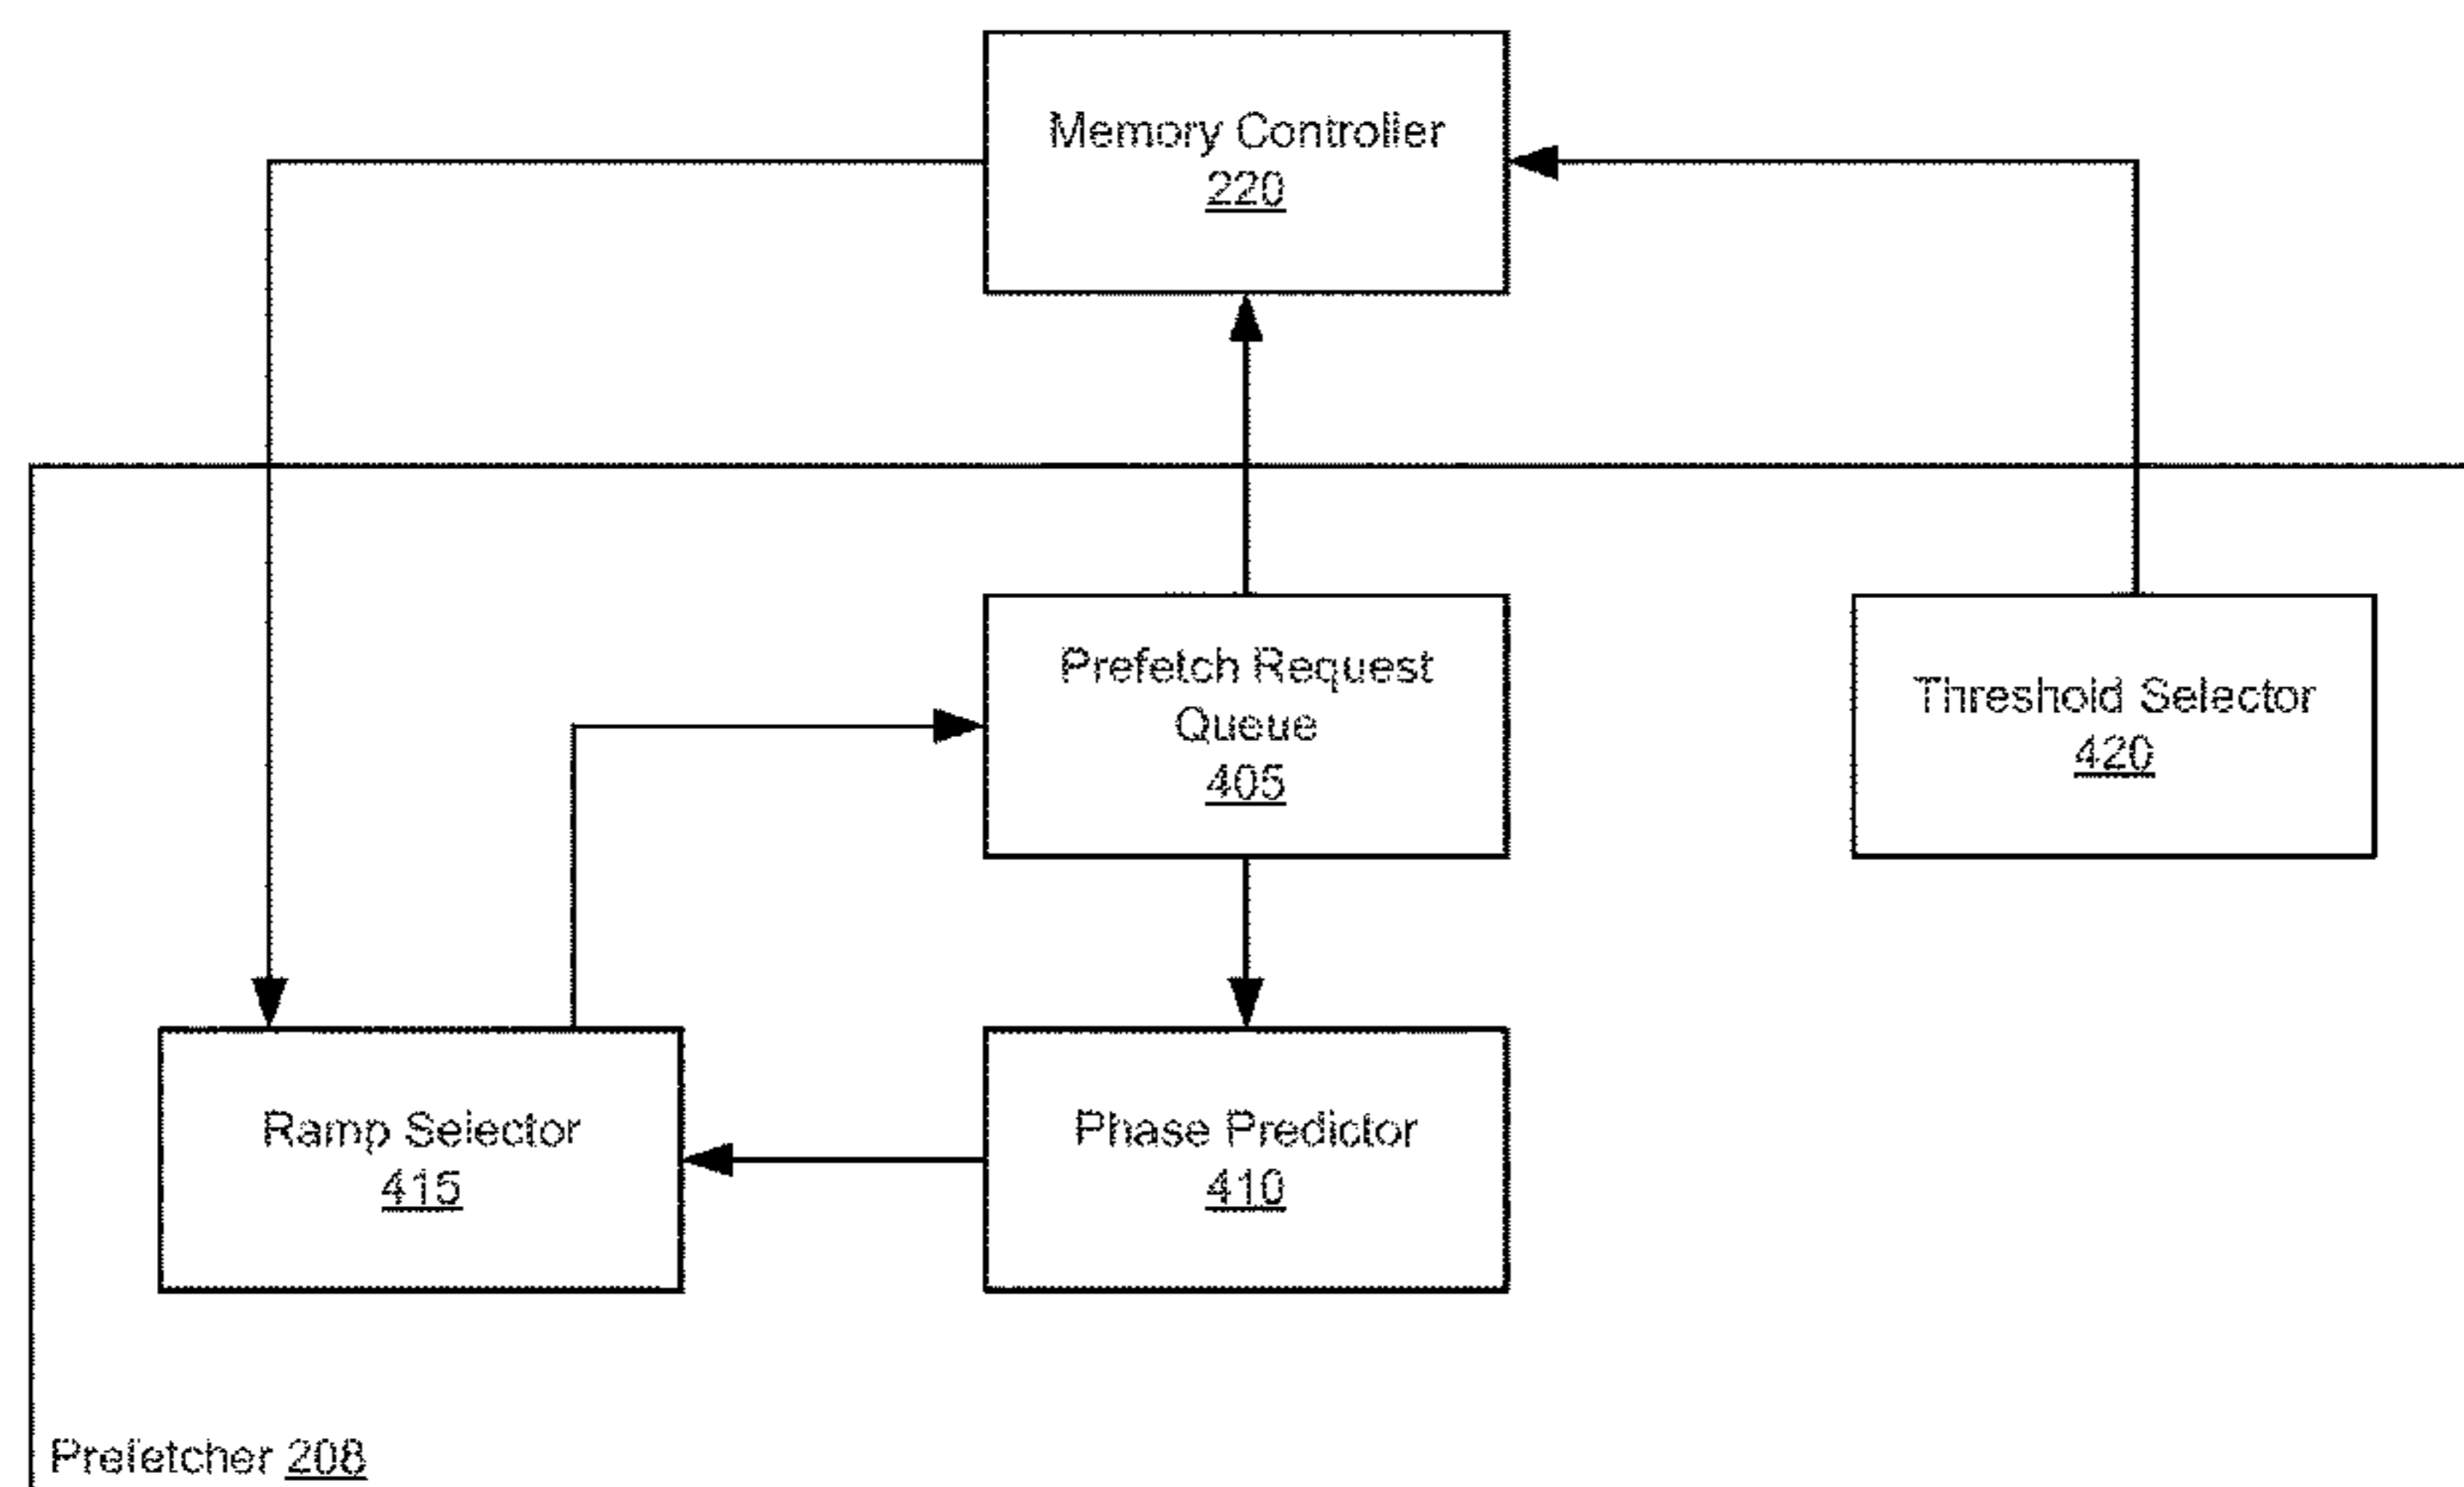 Memory Controller
220
Prefetch Request
Queue
405
Threshold Selector
420
Ramp Selector
415
Phase Predictor
410
Prefetcher 208